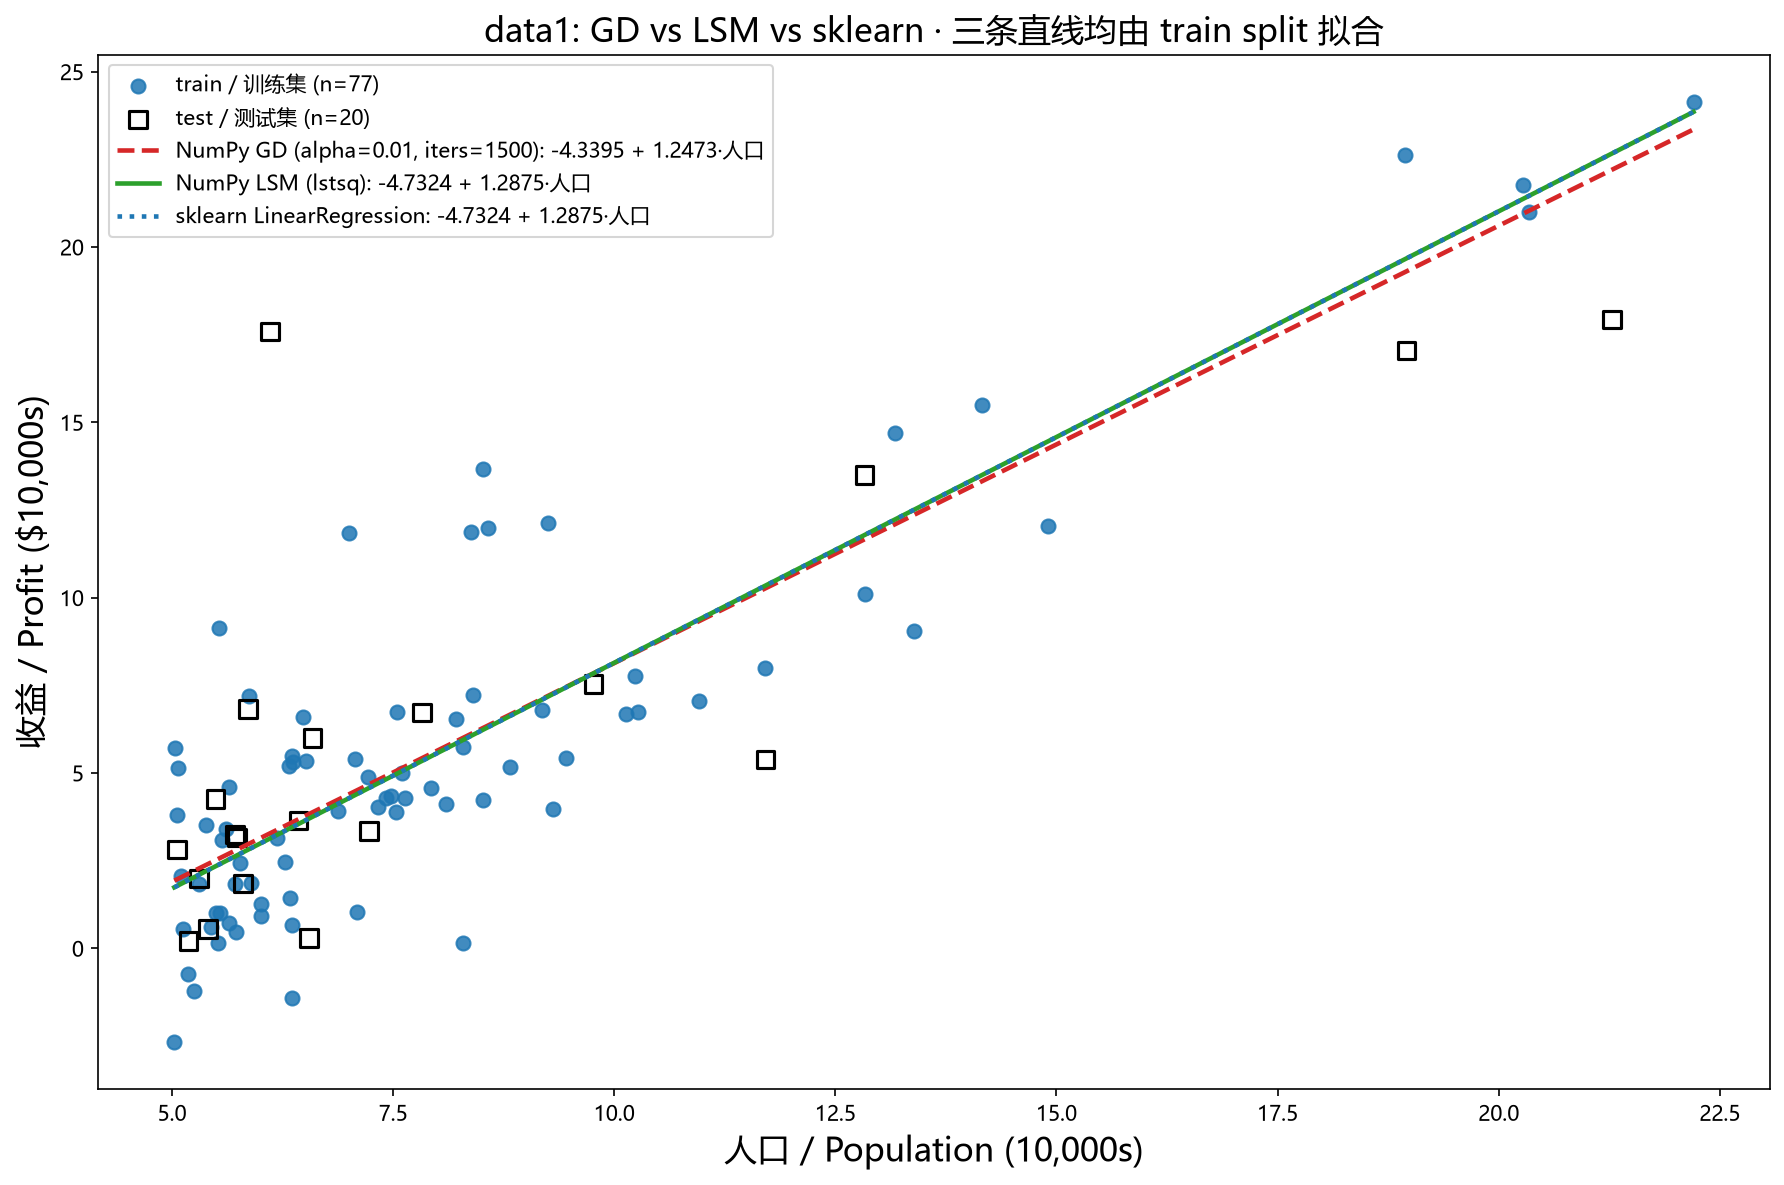 data1: GD vs LSM vs sklearn · 三条直线均由 train split 拟合
train / 训练集 (n=77)
test / 测试集 (n=20)
NumPy GD (alpha=0.01, iters=1500): -4.3395 + 1.2473·人口
NumPy LSM (lstsq): -4.7324 + 1.2875·人口
sklearn LinearRegression: -4.7324 + 1.2875·人口
收益 / Profit ($10,000s)
25
20
15
10
5
0
5.0 7.5 10.0 12.5 15.0 17.5 20.0 22.5
人口 / Population (10,000s)